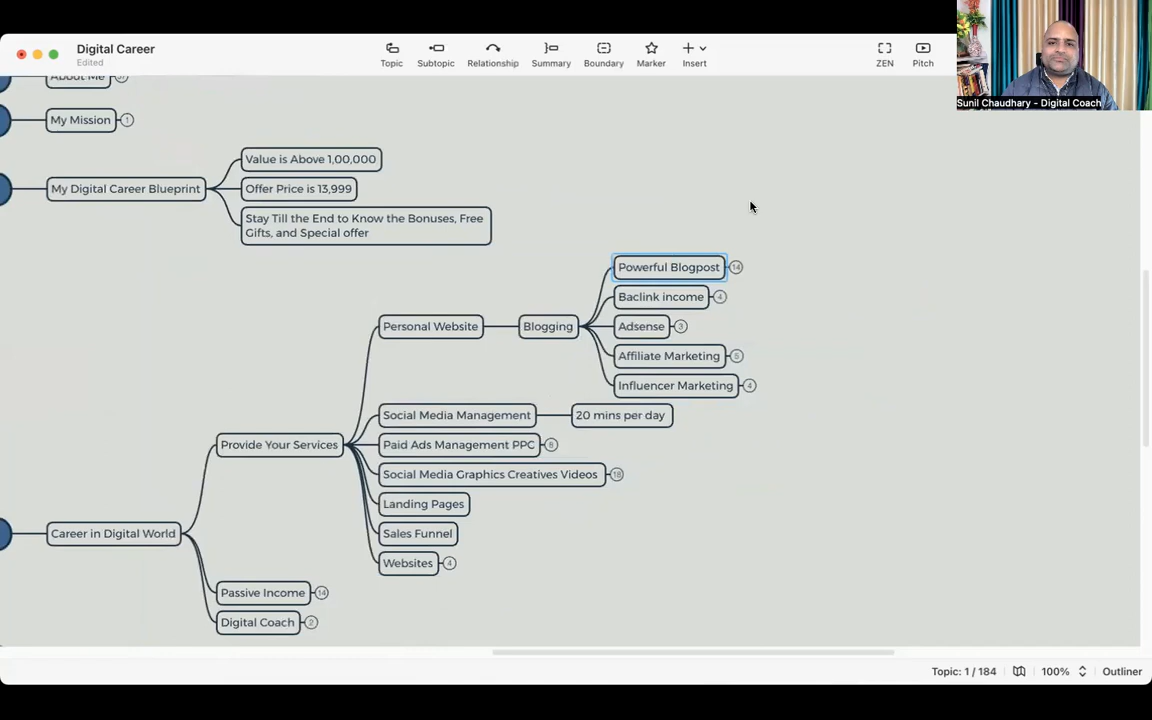 Digital Career
Edited
Topic
Subtopic
Relationship
Summary
Boundary
Marker
Insert
ZEN
Pitch
Sunil Chaudhary - Digital Coach
About Me
My Mission
1
My Digital Career Blueprint
Value is Above 1,00,000
Offer Price is 13,999
Stay Till the End to Know the Bonuses, Free
Gifts, and Special offer
Powerful Blogpost
14
Baclink income
4
Personal Website
Blogging
Adsense
3
Affiliate Marketing
5
Influencer Marketing
4
Social Media Management
20 mins per day
Provide Your Services
Paid Ads Management PPC
8
Social Media Graphics Creatives Videos
18
Landing Pages
Career in Digital World
Sales Funnel
Websites
4
Passive Income
14
Digital Coach
2
Topic: 1 / 184
100%
Outliner